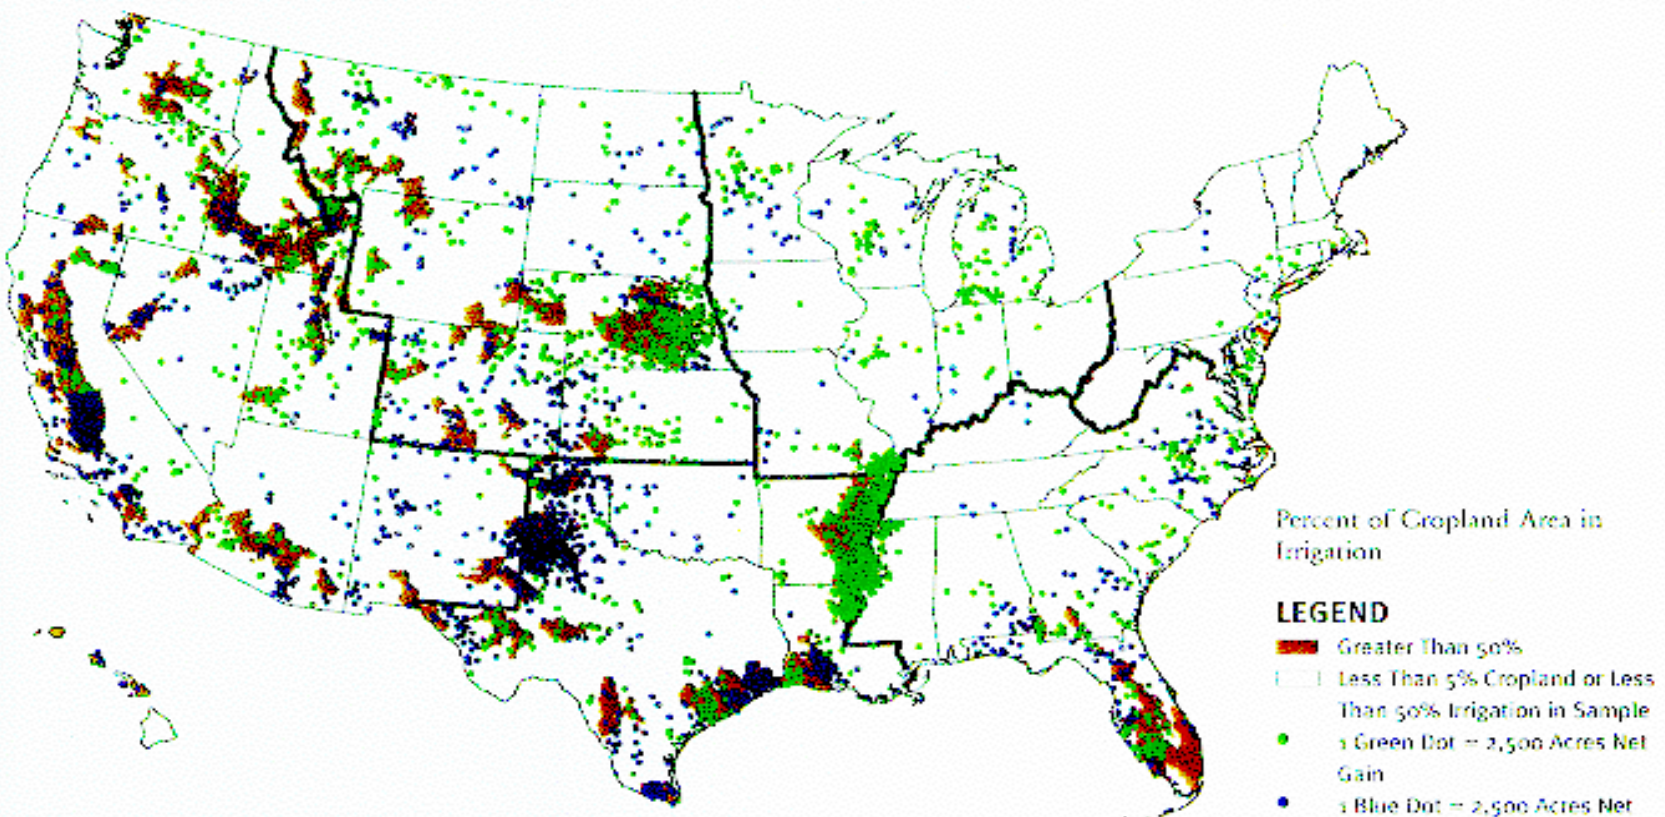 Percent of Cropland Area in
Irrigation
LEGEND
Greater Than 50%
Less Than 5% Cropland or Less
Than 50% Irrigation in Sample
1 Green Dot = 2,500 Acres Net
Gain
1 Blue Dot = 2,500 Acres Net